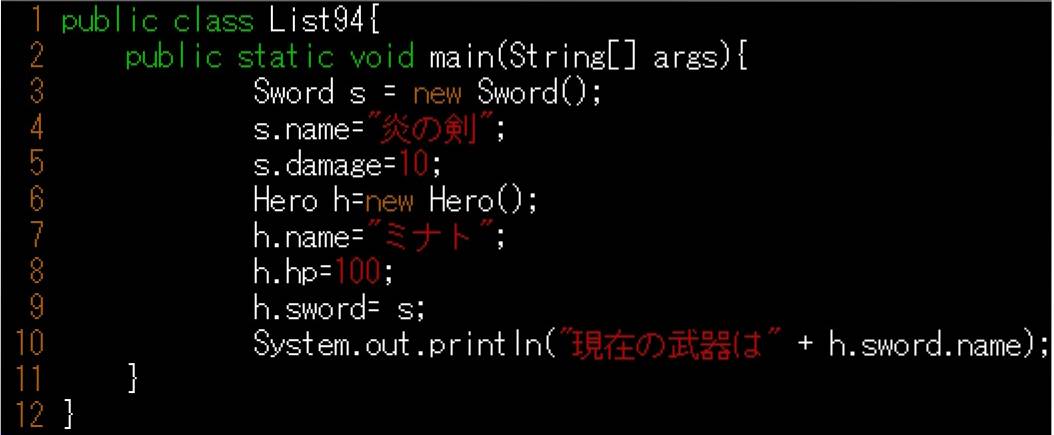 1 public class List94{
2 public static void main(String[] args){
3 Sword s = new Sword();
4 s.name="炎の剣";
5 s.damage=10;
6 Hero h=new Hero();
7 h.name="ミナト";
8 h.hp=100;
9 h.sword= s;
10 System.out.println("現在の武器は" + h.sword.name);
11 }
12 }